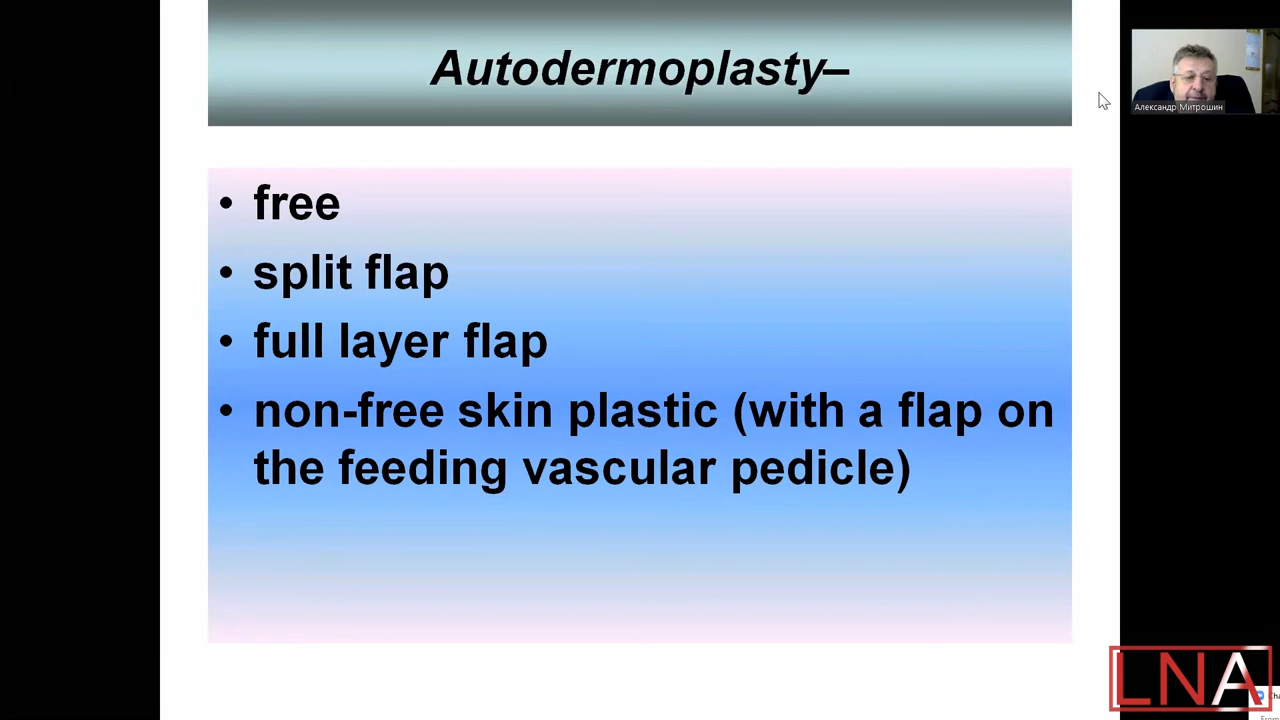 Autodermoplasty–
Александр Митрошин
• free
• split flap
• full layer flap
• non-free skin plastic (with a flap on
the feeding vascular pedicle)
LNA